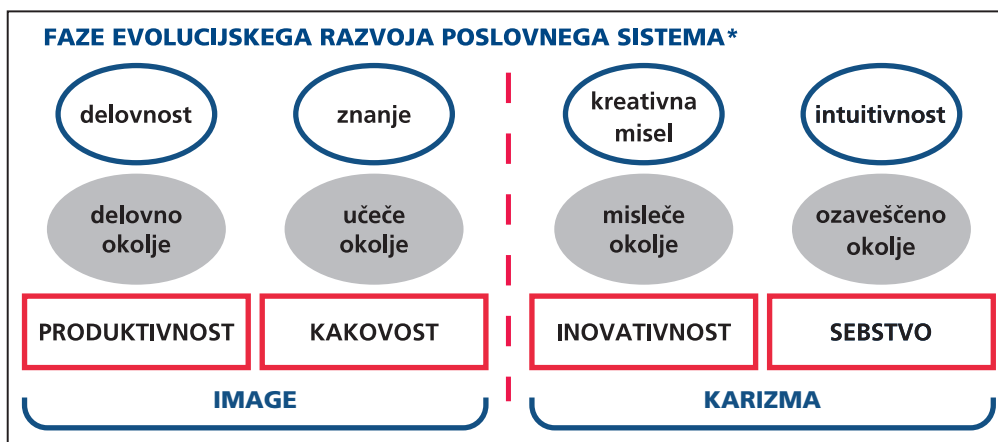 FAZE EVOLUCIJSKEGA RAZVOJA POSLOVNEGA SISTEMA*
delovnost
znanje
kreativna
misel
intuitivnost
delovno
okolje
učeče
okolje
misleče
okolje
ozaveščeno
okolje
PRODUKTIVNOST
KAKOVOST
INOVATIVNOST
SEBSTVO
IMAGE
KARIZMA